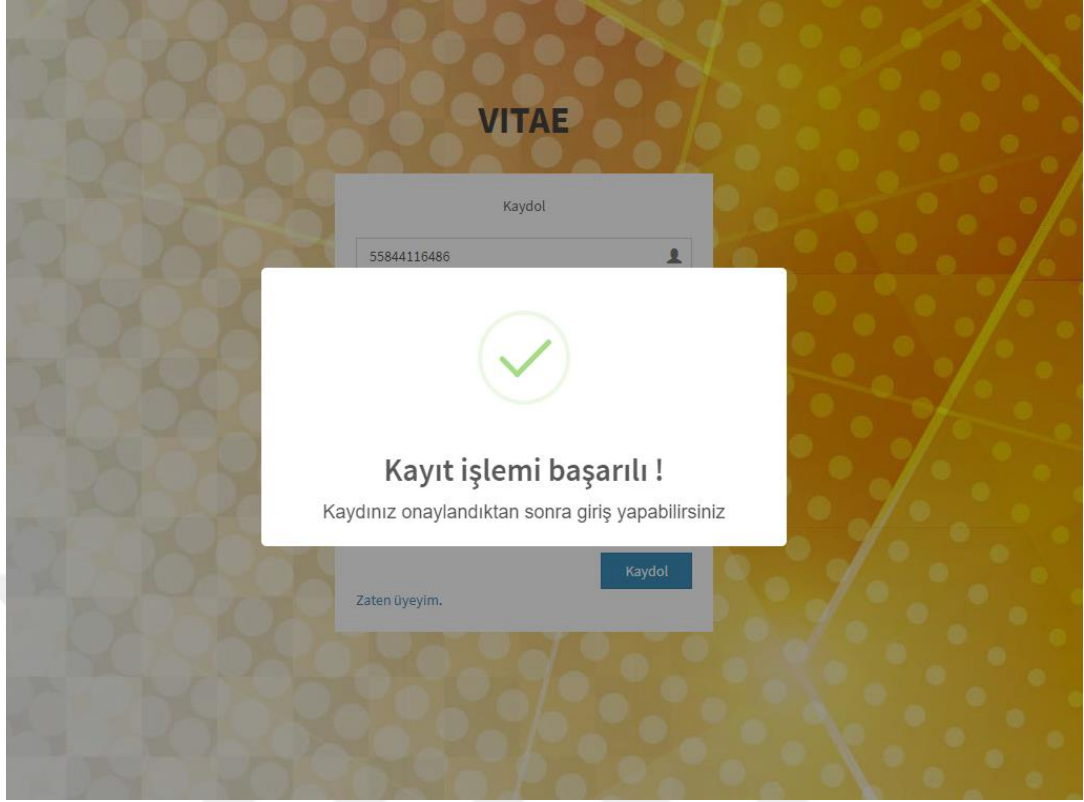 VITAE
Kaydol
55844116486
Kayıt işlemi başarılı !
Kaydınız onaylandıktan sonra giriş yapabilirsiniz
Kaydol
Zaten üyeyim.